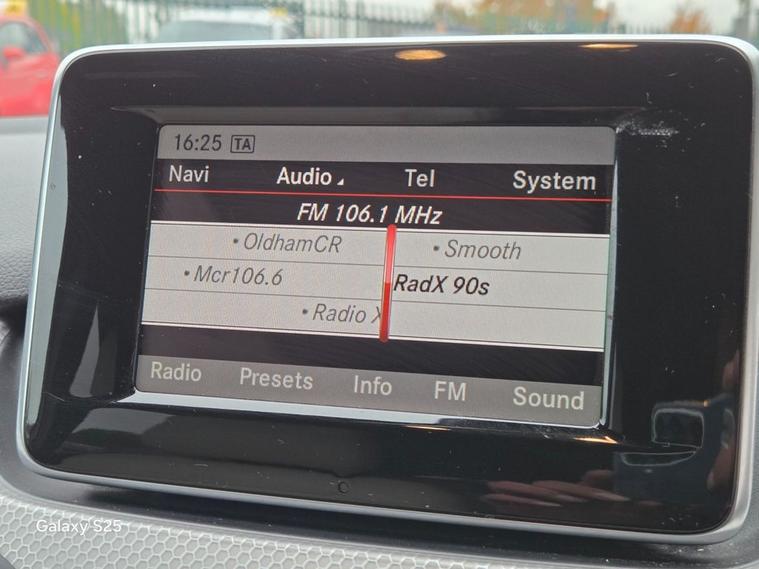 16:25 TA
Navi Audio Tel System
FM 106.1 MHz
• OldhamCR • Smooth
• Mcr106.6 RadX 90s
• Radio X
Radio Presets Info FM Sound
Galaxy S25